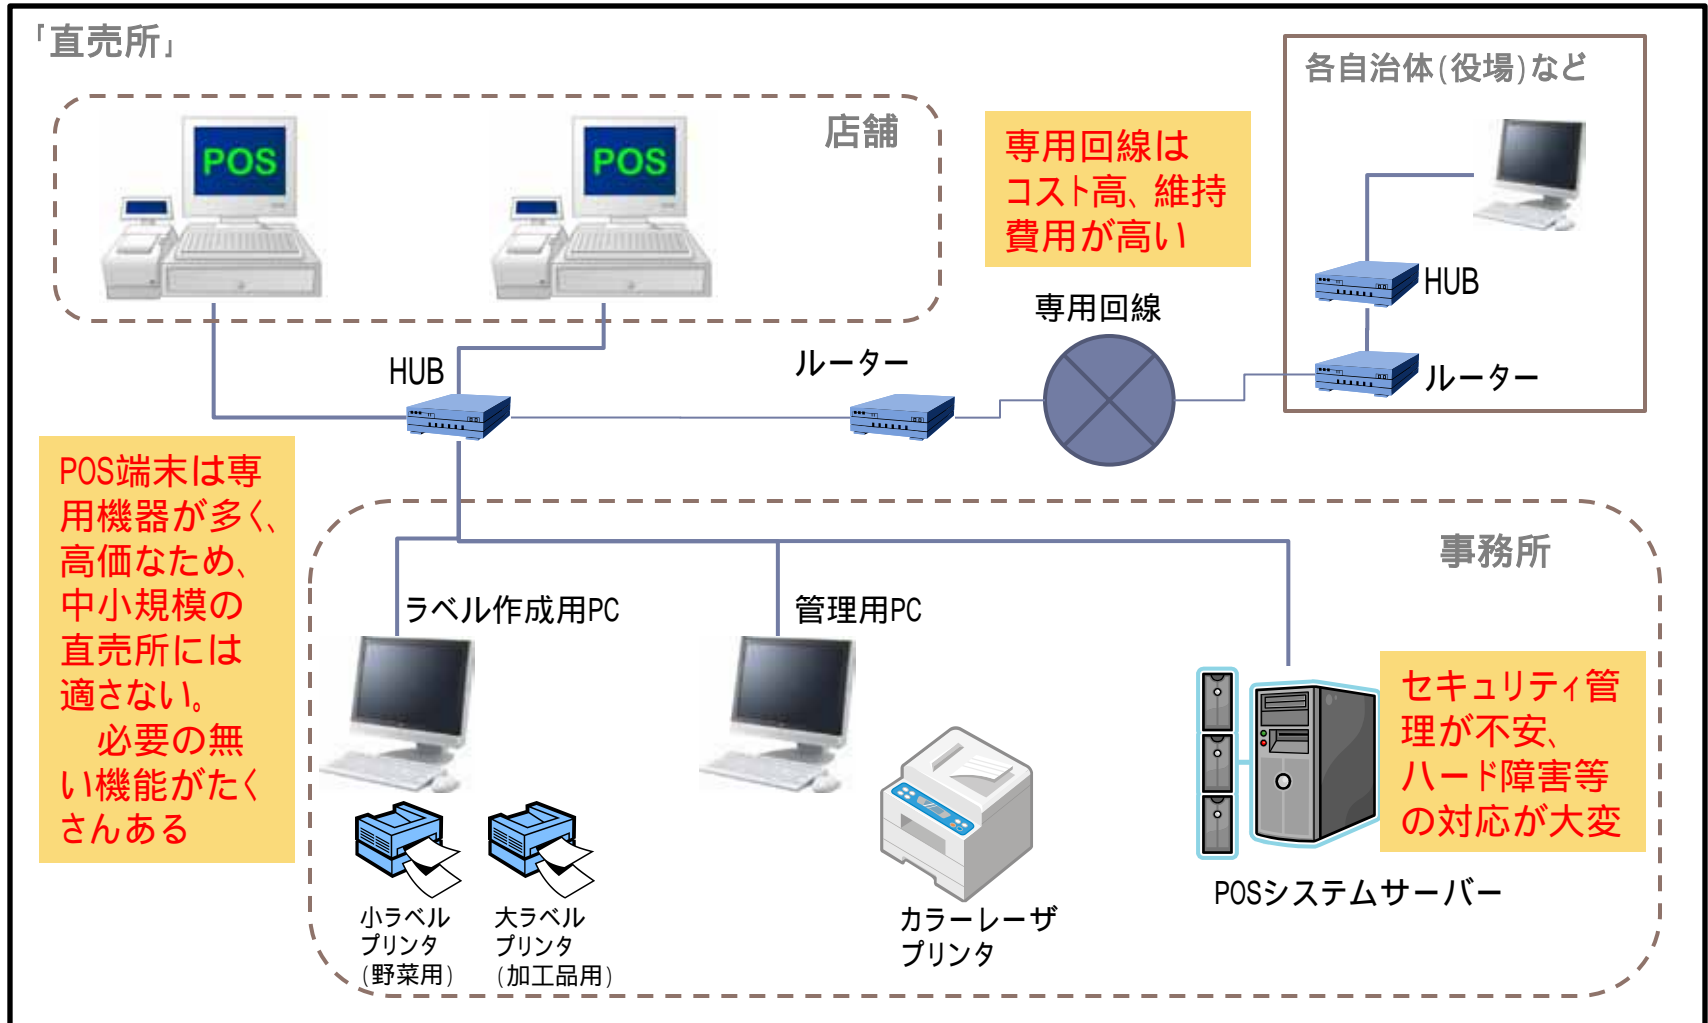 「直売所」
各自治体(役場)など
店舗
POS
POS
専用回線は
コスト高、維持
費用が高い
HUB
専用回線
ルーター
HUB
ルーター
POS端末は専
用機器が多く、
高価なため、
中小規模の
直売所には
適さない。
必要の無
い機能がたく
さんある
事務所
ラベル作成用PC
管理用PC
セキュリティ管
理が不安、
ハード障害等
の対応が大変
POSシステムサーバー
小ラベル
プリンタ
(野菜用)
大ラベル
プリンタ
(加工品用)
カラーレーザ
プリンタ